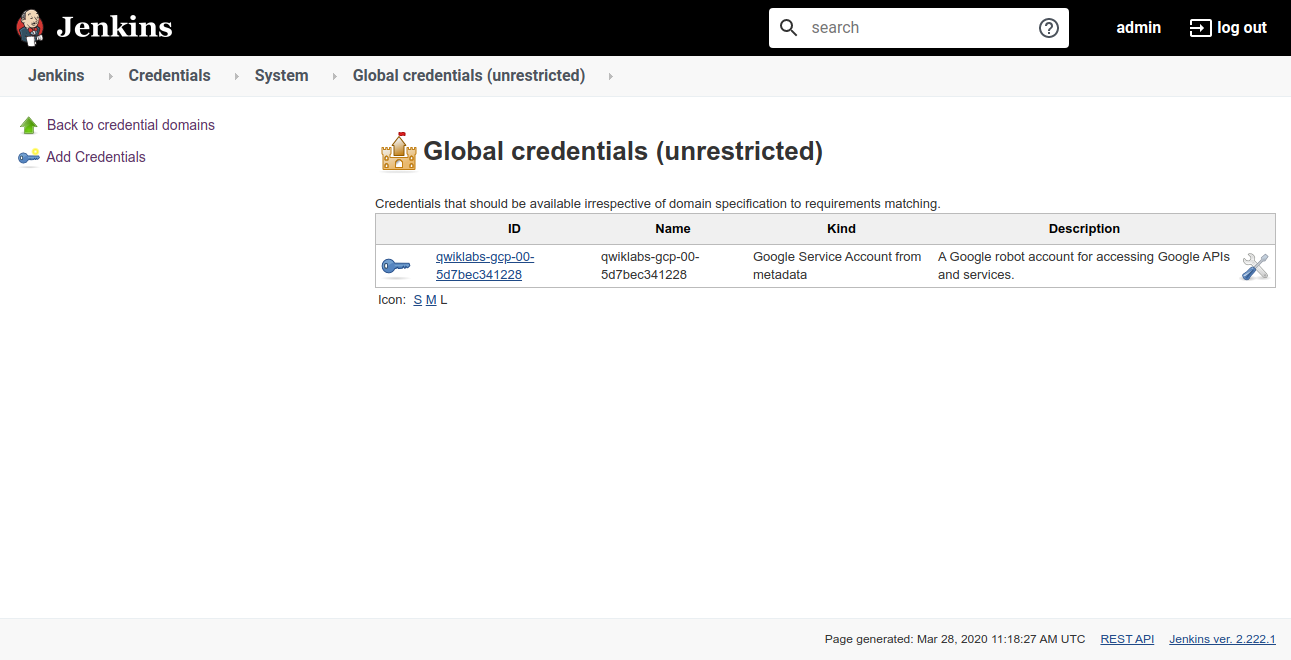 Jenkins
search
admin
log out
Jenkins
Credentials
System
Global credentials (unrestricted)
Back to credential domains
Add Credentials
Global credentials (unrestricted)
Credentials that should be available irrespective of domain specification to requirements matching.
ID Name Kind Description
qwiklabs-gcp-00-
5d7bec341228
qwiklabs-gcp-00-
5d7bec341228
Google Service Account from
metadata
A Google robot account for accessing Google APIs
and services.
Icon: S M L
Page generated: Mar 28, 2020 11:18:27 AM UTC REST API Jenkins ver. 2.222.1